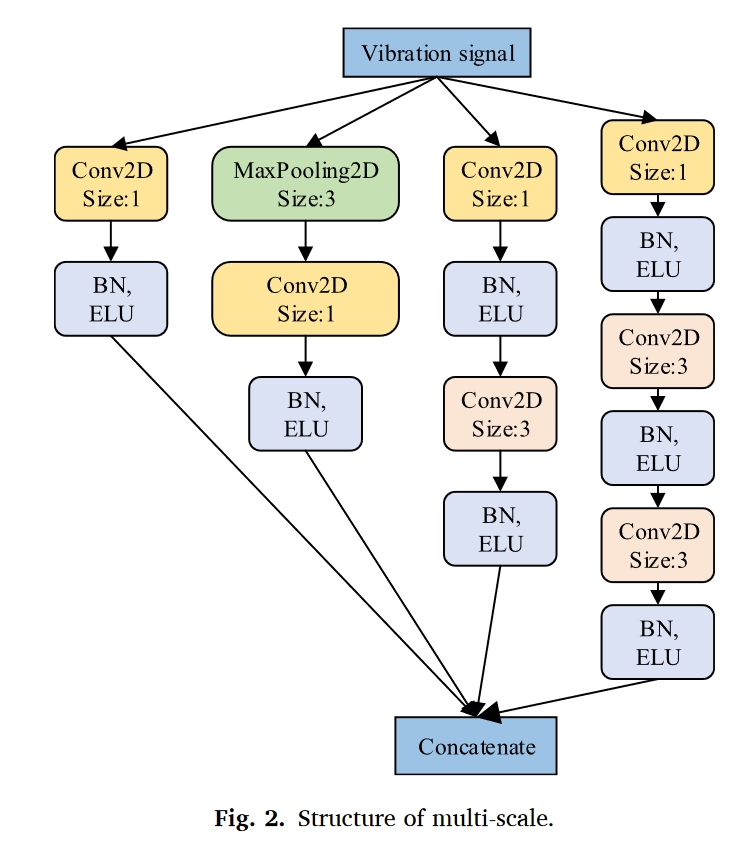 Vibration signal
Conv2D
Size:1
BN,
ELU
MaxPooling2D
Size:3
Conv2D
Size:1
BN,
ELU
Conv2D
Size:1
BN,
ELU
Conv2D
Size:3
BN,
ELU
Conv2D
Size:1
BN,
ELU
Conv2D
Size:3
BN,
ELU
Conv2D
Size:3
BN,
ELU
Concatenate
Fig. 2. Structure of multi-scale.